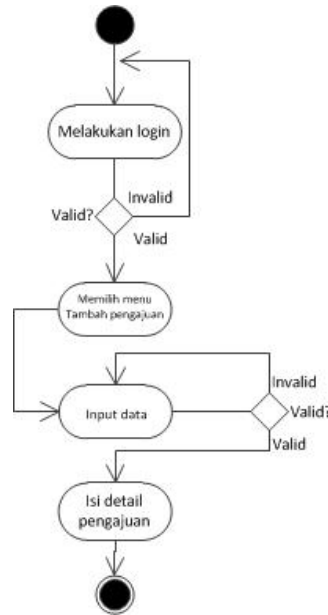 Melakukan login
Invalid
Valid?
Valid
Memilih menu
Tambah pengajuan
Invalid
Input data
Valid?
Valid
Isi detail
pengajuan